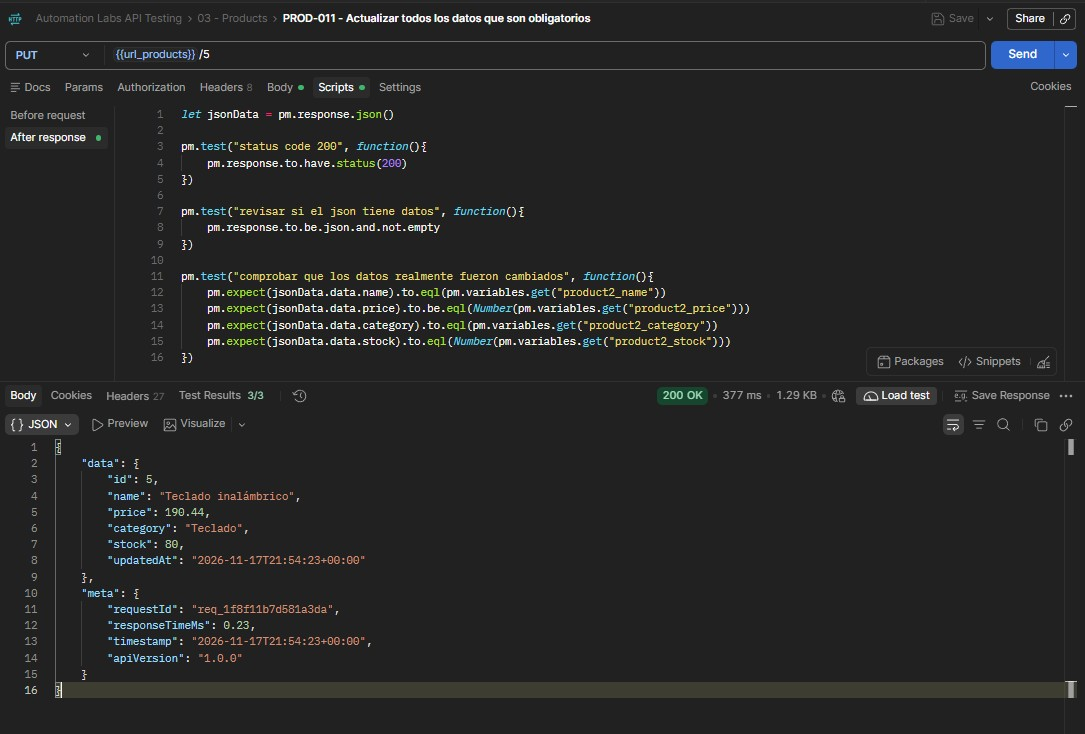 HTTP Automation Labs API Testing › 03 - Products › PROD-011 - Actualizar todos los datos que son obligatorios Save Share
PUT {{url_products}} /5 Send
Docs Params Authorization Headers 8 Body Scripts Settings Cookies
Before request
After response
1 let jsonData = pm.response.json()
2
3 pm.test("status code 200", function(){
4 pm.response.to.have.status(200)
5 })
6
7 pm.test("revisar si el json tiene datos", function(){
8 pm.response.to.be.json.and.not.empty
9 })
10
11 pm.test("comprobar que los datos realmente fueron cambiados", function(){
12 pm.expect(jsonData.data.name).to.eql(pm.variables.get("product2_name"))
13 pm.expect(jsonData.data.price).to.be.eql(Number(pm.variables.get("product2_price")))
14 pm.expect(jsonData.data.category).to.eql(pm.variables.get("product2_category"))
15 pm.expect(jsonData.data.stock).to.eql(Number(pm.variables.get("product2_stock")))
16 })
Packages </> Snippets
Body Cookies Headers 27 Test Results 3/3 200 OK • 377 ms • 1.29 KB • Load test e.g. Save Response
{} JSON Preview Visualize
1 {
2 "data": {
3 "id": 5,
4 "name": "Teclado inalámbrico",
5 "price": 190.44,
6 "category": "Teclado",
7 "stock": 80,
8 "updatedAt": "2026-11-17T21:54:23+00:00"
9 },
10 "meta": {
11 "requestId": "req_1f8f11b7d581a3da",
12 "responseTimeMs": 0.23,
13 "timestamp": "2026-11-17T21:54:23+00:00",
14 "apiVersion": "1.0.0"
15 }
16 }